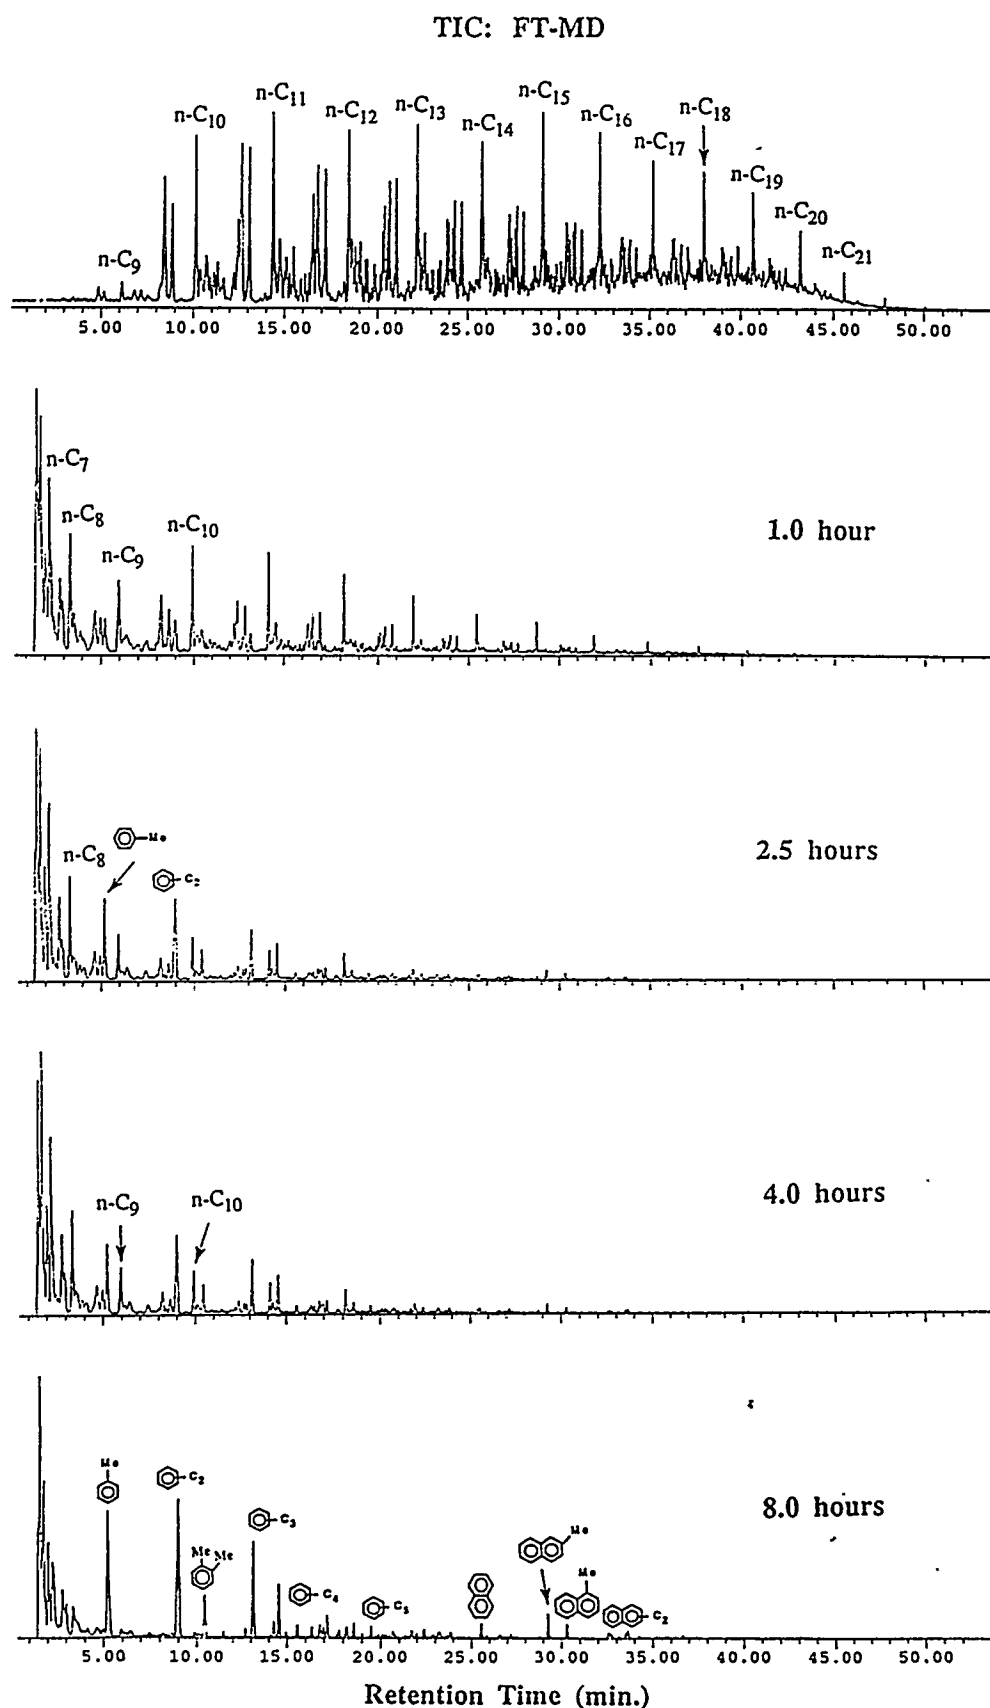 TIC: FT-MD
n-C9
n-C10
n-C11
n-C12
n-C13
n-C14
n-C15
n-C16
n-C17
n-C18
n-C19
n-C20
n-C21
5.00 10.00 15.00 20.00 25.00 30.00 35.00 40.00 45.00 50.00
n-C7
n-C8
n-C9
n-C10
1.0 hour
n-C8
Me
C2
2.5 hours
n-C9
n-C10
4.0 hours
Me
C2
Me Me
C3
C4
C5
Me
Me
C2
8.0 hours
5.00 10.00 15.00 20.00 25.00 30.00 35.00 40.00 45.00 50.00
Retention Time (min.)